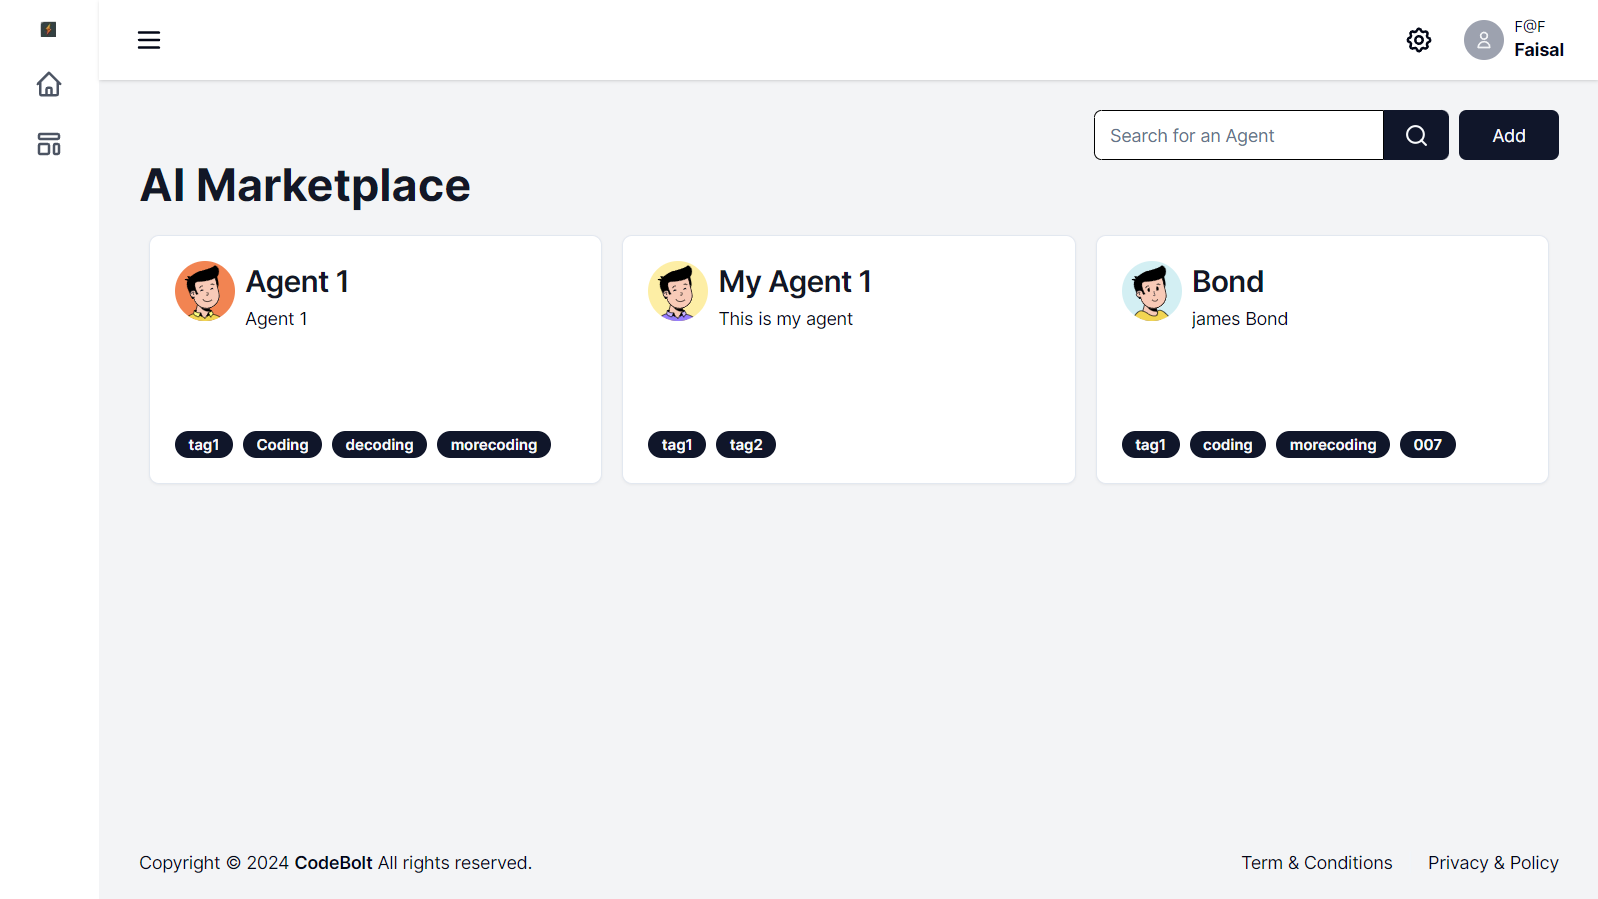 F@F
Faisal
Search for an Agent
Add
AI Marketplace
Agent 1
Agent 1
tag1 Coding decoding morecoding
My Agent 1
This is my agent
tag1 tag2
Bond
james Bond
tag1 coding morecoding 007
Copyright © 2024 CodeBolt All rights reserved.
Term & Conditions
Privacy & Policy